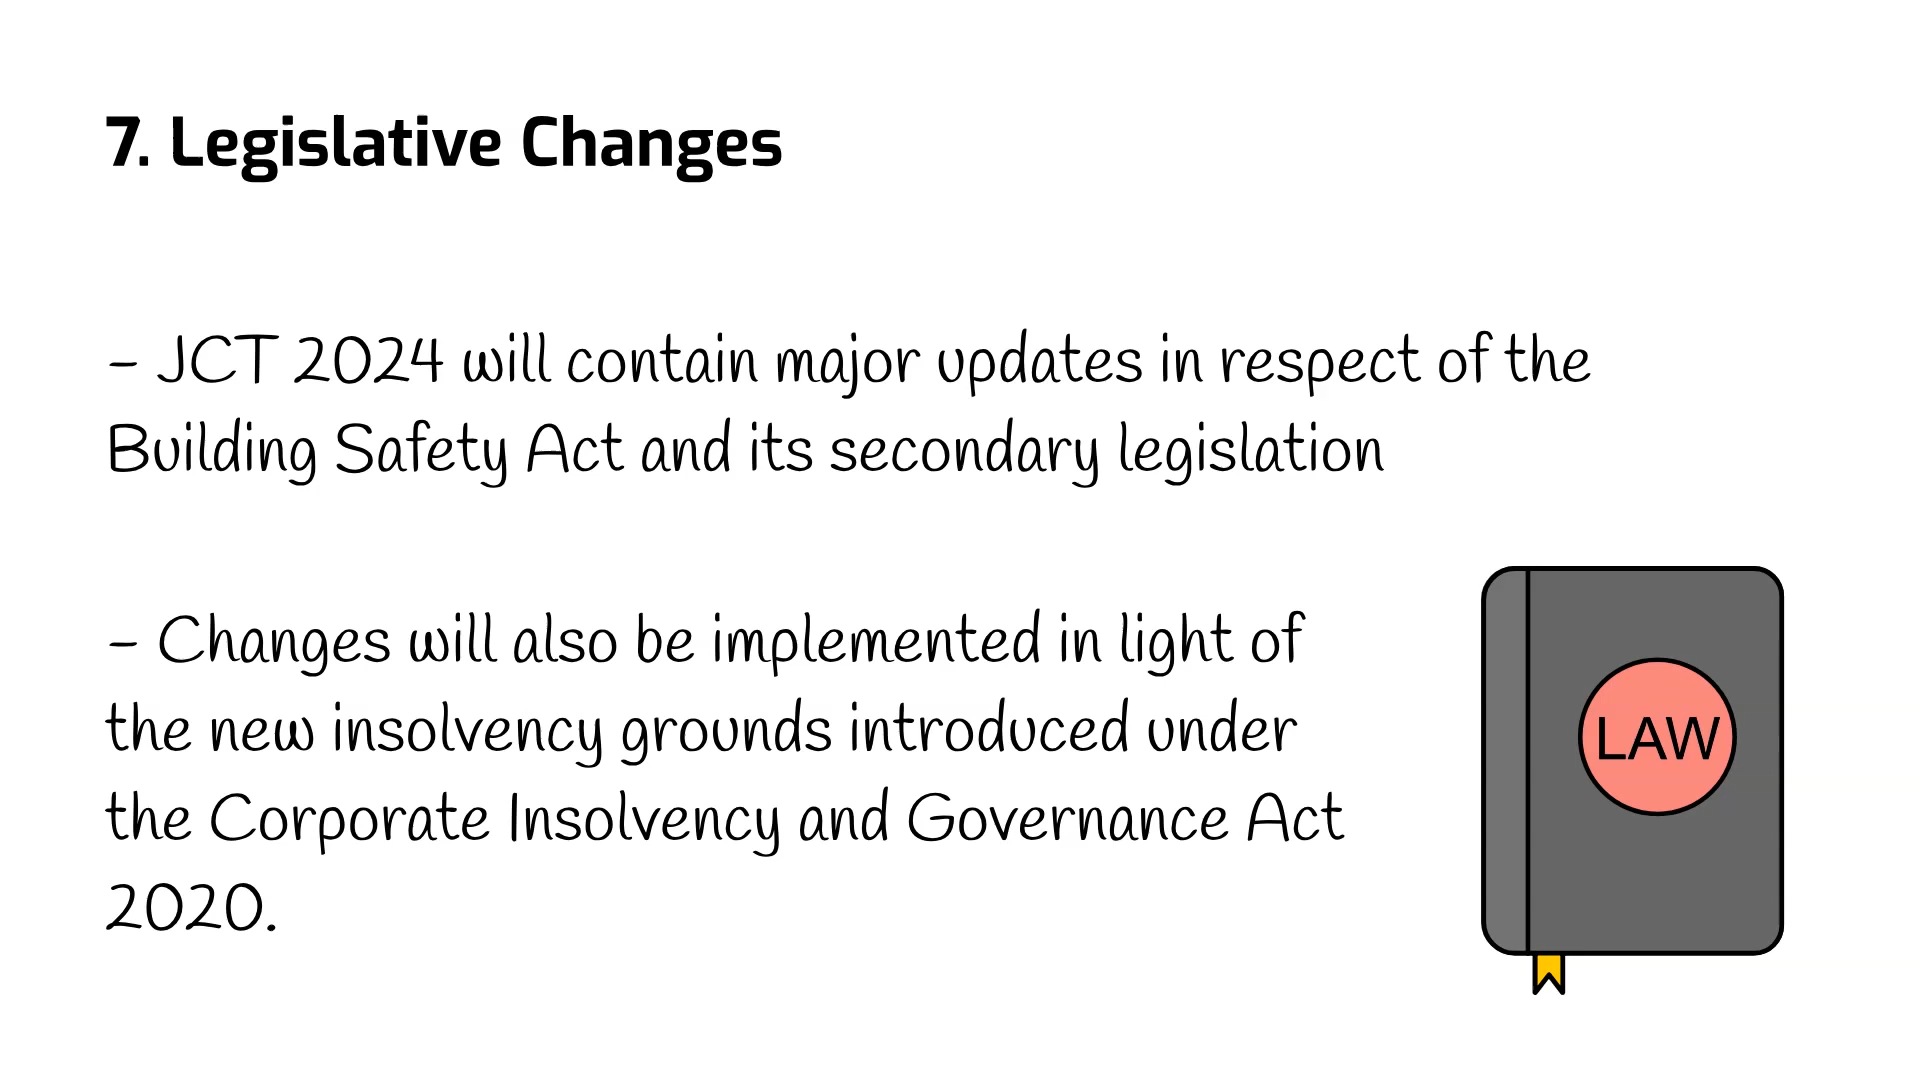 7. Legislative Changes
- JCT 2024 will contain major updates in respect of the
Building Safety Act and its secondary legislation
- Changes will also be implemented in light of
the new insolvency grounds introduced under
the Corporate Insolvency and Governance Act
2020.
LAW